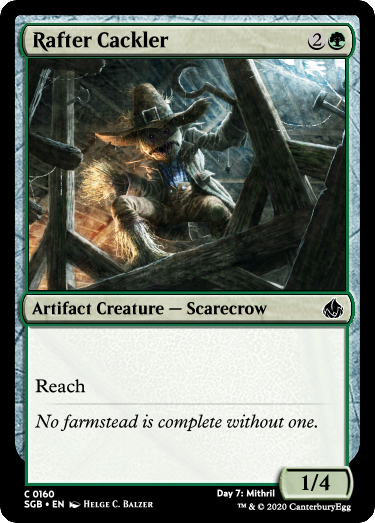 Rafter Cackler 2
Artifact Creature — Scarecrow
Reach
No farmstead is complete without one.
1/4
C 0160
SGB • EN Helge C. Balzer
Day 7: Mithril
™ & © 2020 CanterburyEgg